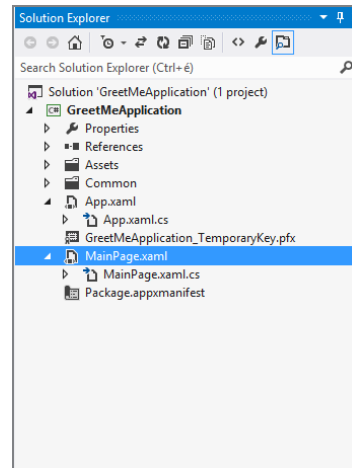 Solution Explorer
Search Solution Explorer (Ctrl+é)
Solution 'GreetMeApplication' (1 project)
C# GreetMeApplication
Properties
References
Assets
Common
App.xaml
App.xaml.cs
GreetMeApplication_TemporaryKey.pfx
MainPage.xaml
MainPage.xaml.cs
Package.appxmanifest